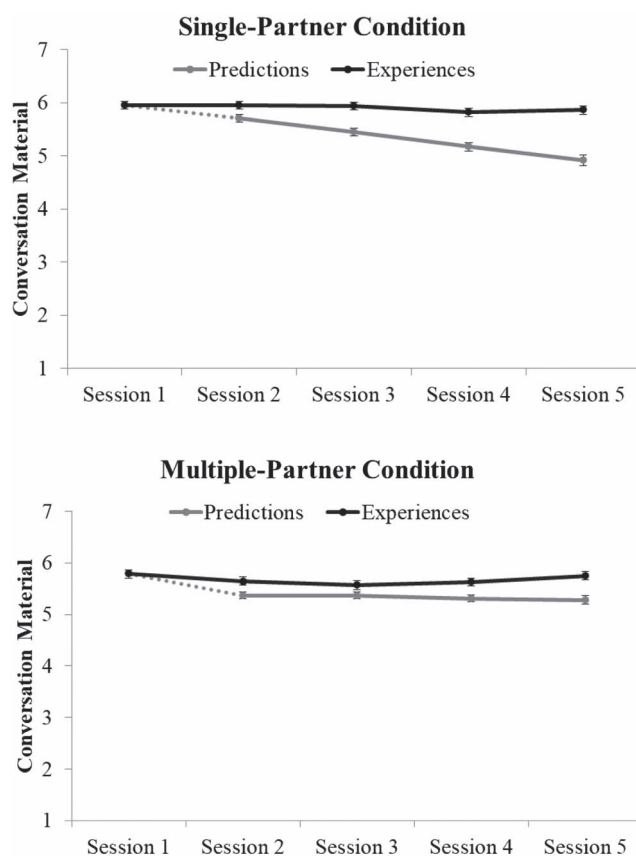 Single-Partner Condition
Predictions Experiences
Conversation Material
7
6
5
4
3
2
1
Session 1 Session 2 Session 3 Session 4 Session 5
Multiple-Partner Condition
Predictions Experiences
Conversation Material
7
6
5
4
3
2
1
Session 1 Session 2 Session 3 Session 4 Session 5